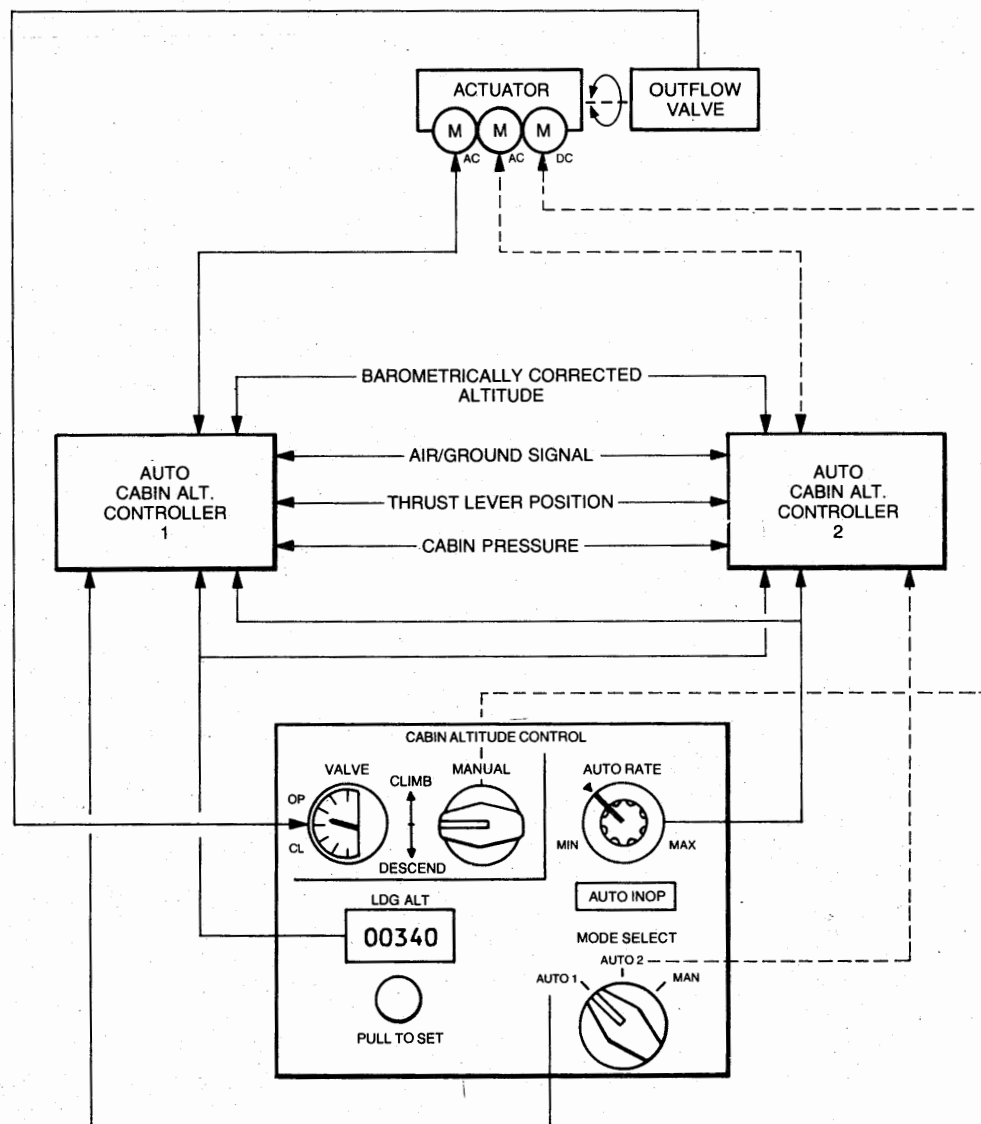 ACTUATOR
OUTFLOW
VALVE
M
M
M
AC
AC
DC
BAROMETRICALLY CORRECTED
ALTITUDE
AUTO
CABIN ALT.
CONTROLLER
1
AIR/GROUND SIGNAL
THRUST LEVER POSITION
CABIN PRESSURE
AUTO
CABIN ALT.
CONTROLLER
2
CABIN ALTITUDE CONTROL
VALVE
OP
CL
CLIMB
DESCEND
MANUAL
AUTO RATE
MIN
MAX
LDG ALT
00340
PULL TO SET
AUTO INOP
MODE SELECT
AUTO 1
AUTO 2
MAN